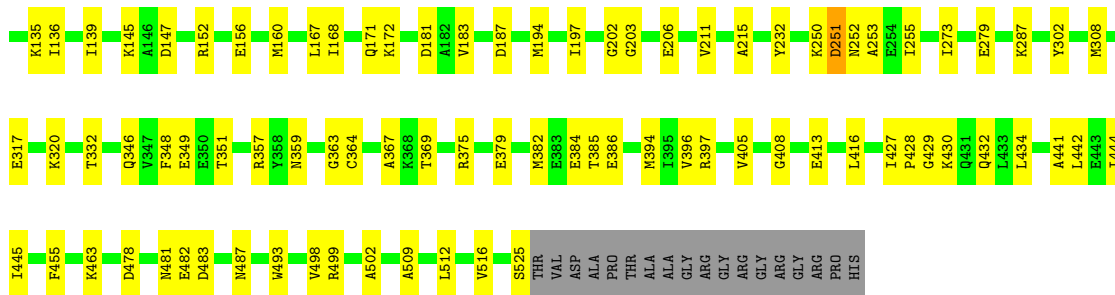 K135 I136 I139 K145 A146 D147 R152 E156 M160 L167 I168 Q171 K172 D181 A182 V183 D187 M194 I197 G202 G203 E206 V211 A215 Y232 K250 D251 N252 A253 E254 I255 I273 E279 K287 Y302 M308
E317 K320 T332 Q346 V347 F348 E349 E350 T351 R357 Y358 N359 G363 C364 A367 K368 T369 R375 E379 M382 E383 E384 T385 E386 M394 I395 V396 R397 V405 G408 E413 L416 I427 P428 G429 K430 Q431 Q432 L433 L434 A441 L442 E443 I444
I445 F455 K463 D478 N481 E482 D483 N487 W493 V498 R499 A502 A509 L512 V516 S525 THR VAL ASP ALA PRO THR ALA ALA GLY ARG GLY ARG GLY ARG GLY ARG PRO HIS